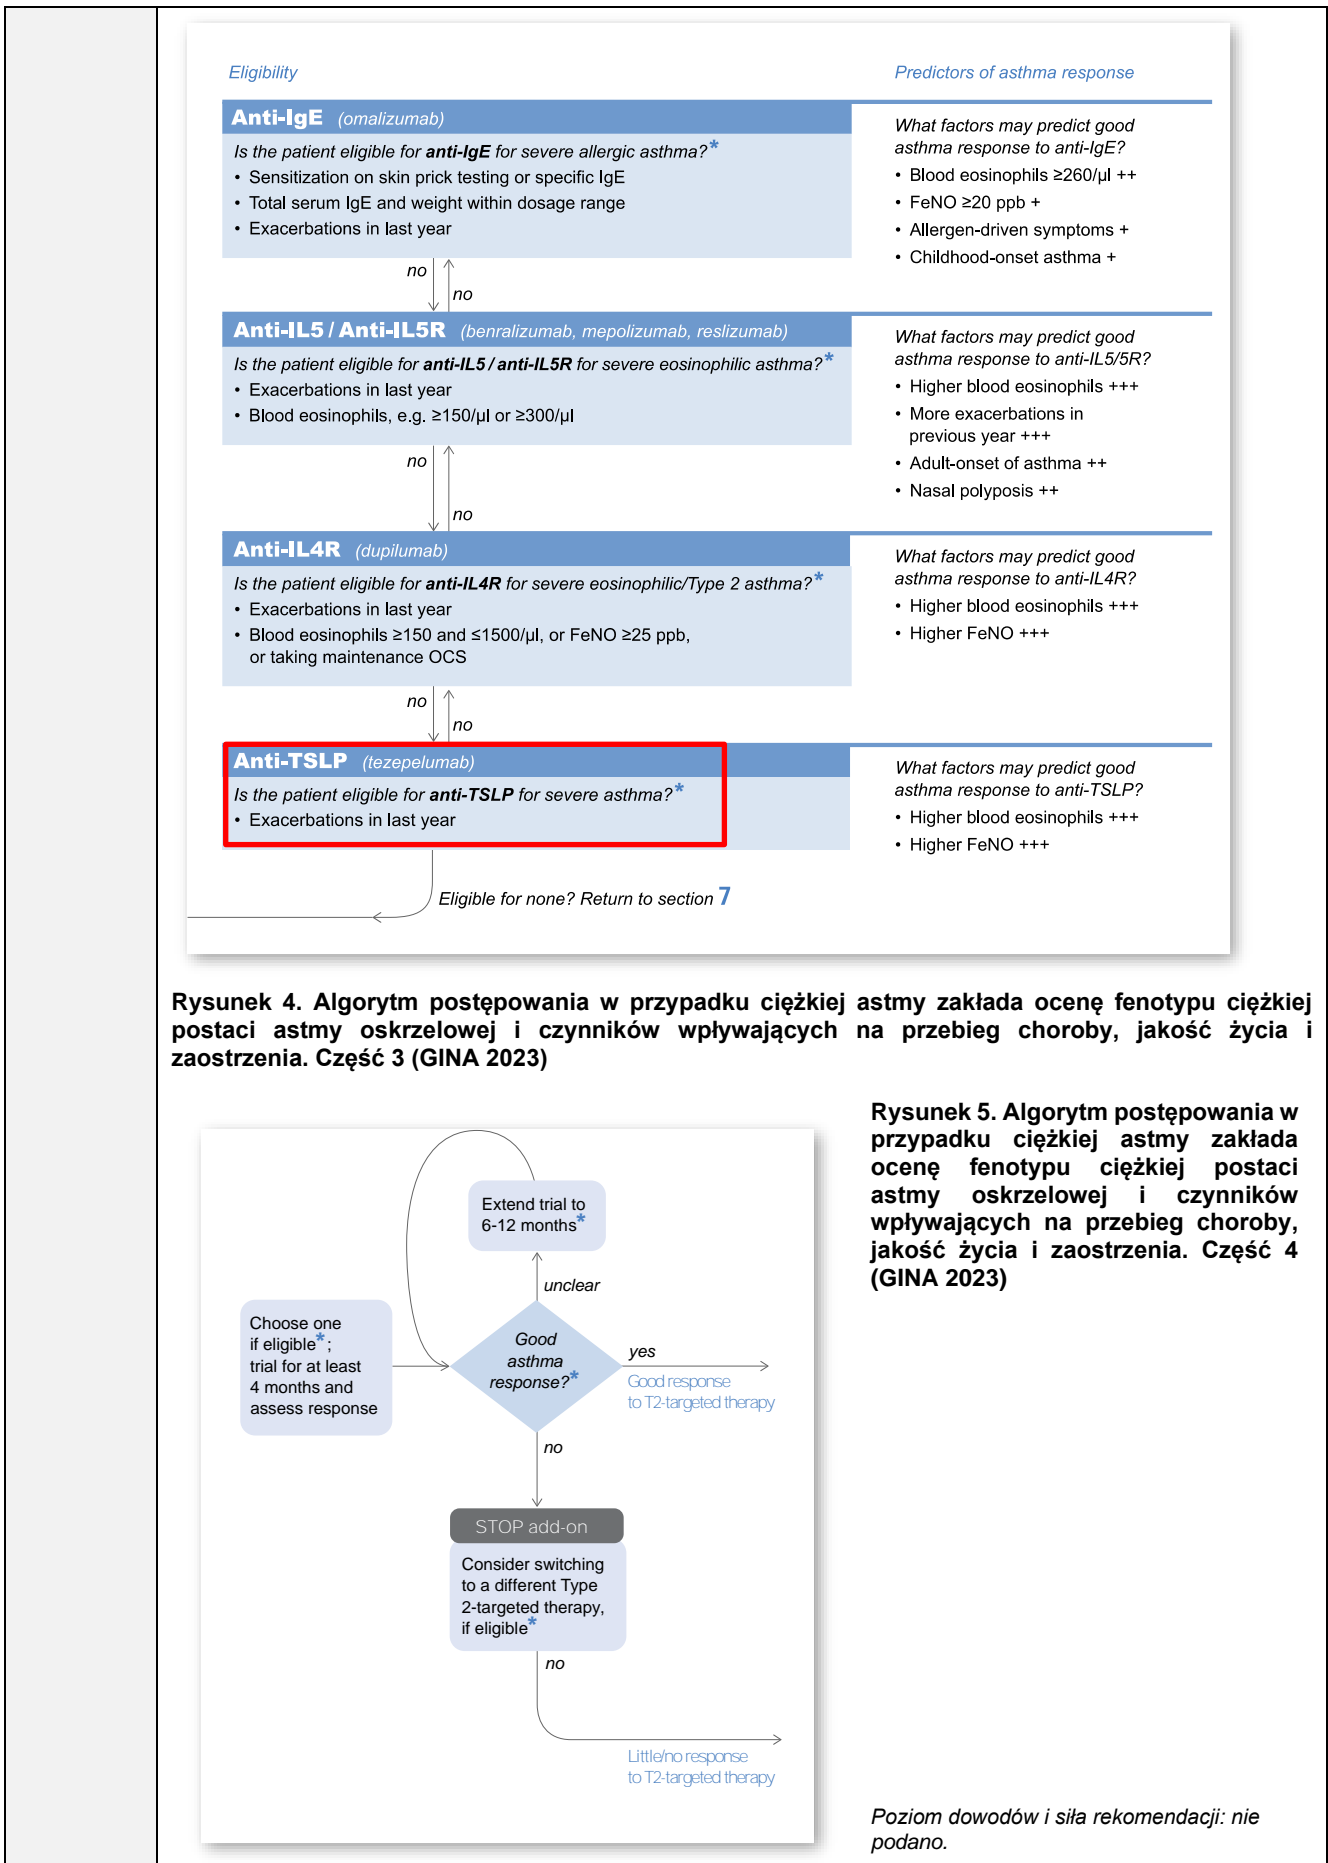 Eligibility
Predictors of asthma response
Anti-IgE (omalizumab)
Is the patient eligible for anti-IgE for severe allergic asthma?*
• Sensitization on skin prick testing or specific IgE
• Total serum IgE and weight within dosage range
• Exacerbations in last year
What factors may predict good
asthma response to anti-IgE?
• Blood eosinophils ≥260/µl ++
• FeNO ≥20 ppb +
• Allergen-driven symptoms +
• Childhood-onset asthma +
no
no
Anti-IL5 / Anti-IL5R (benralizumab, mepolizumab, reslizumab)
Is the patient eligible for anti-IL5 / anti-IL5R for severe eosinophilic asthma?*
• Exacerbations in last year
• Blood eosinophils, e.g. ≥150/µl or ≥300/µl
What factors may predict good
asthma response to anti-IL5/5R?
• Higher blood eosinophils +++
• More exacerbations in
previous year +++
• Adult-onset of asthma ++
• Nasal polyposis ++
no
no
Anti-IL4R (dupilumab)
Is the patient eligible for anti-IL4R for severe eosinophilic/Type 2 asthma?*
• Exacerbations in last year
• Blood eosinophils ≥150 and ≤1500/µl, or FeNO ≥25 ppb,
or taking maintenance OCS
What factors may predict good
asthma response to anti-IL4R?
• Higher blood eosinophils +++
• Higher FeNO +++
no
no
Anti-TSLP (tezepelumab)
Is the patient eligible for anti-TSLP for severe asthma?*
• Exacerbations in last year
What factors may predict good
asthma response to anti-TSLP?
• Higher blood eosinophils +++
• Higher FeNO +++
Eligible for none? Return to section 7
Rysunek 4. Algorytm postępowania w przypadku ciężkiej astmy zakłada ocenę fenotypu ciężkiej
postaci astmy oskrzelowej i czynników wpływających na przebieg choroby, jakość życia i
zaostrzenia. Część 3 (GINA 2023)
Rysunek 5. Algorytm postępowania w
przypadku ciężkiej astmy zakłada
ocenę fenotypu ciężkiej postaci
astmy oskrzelowej i czynników
wpływających na przebieg choroby,
jakość życia i zaostrzenia. Część 4
(GINA 2023)
Extend trial to
6-12 months*
unclear
Choose one
if eligible*;
trial for at least
4 months and
assess response
Good
asthma
response?*
yes
Good response
to T2-targeted therapy
no
STOP add-on
Consider switching
to a different Type
2-targeted therapy,
if eligible*
no
Little/no response
to T2-targeted therapy
Poziom dowodów i siła rekomendacji: nie
podano.